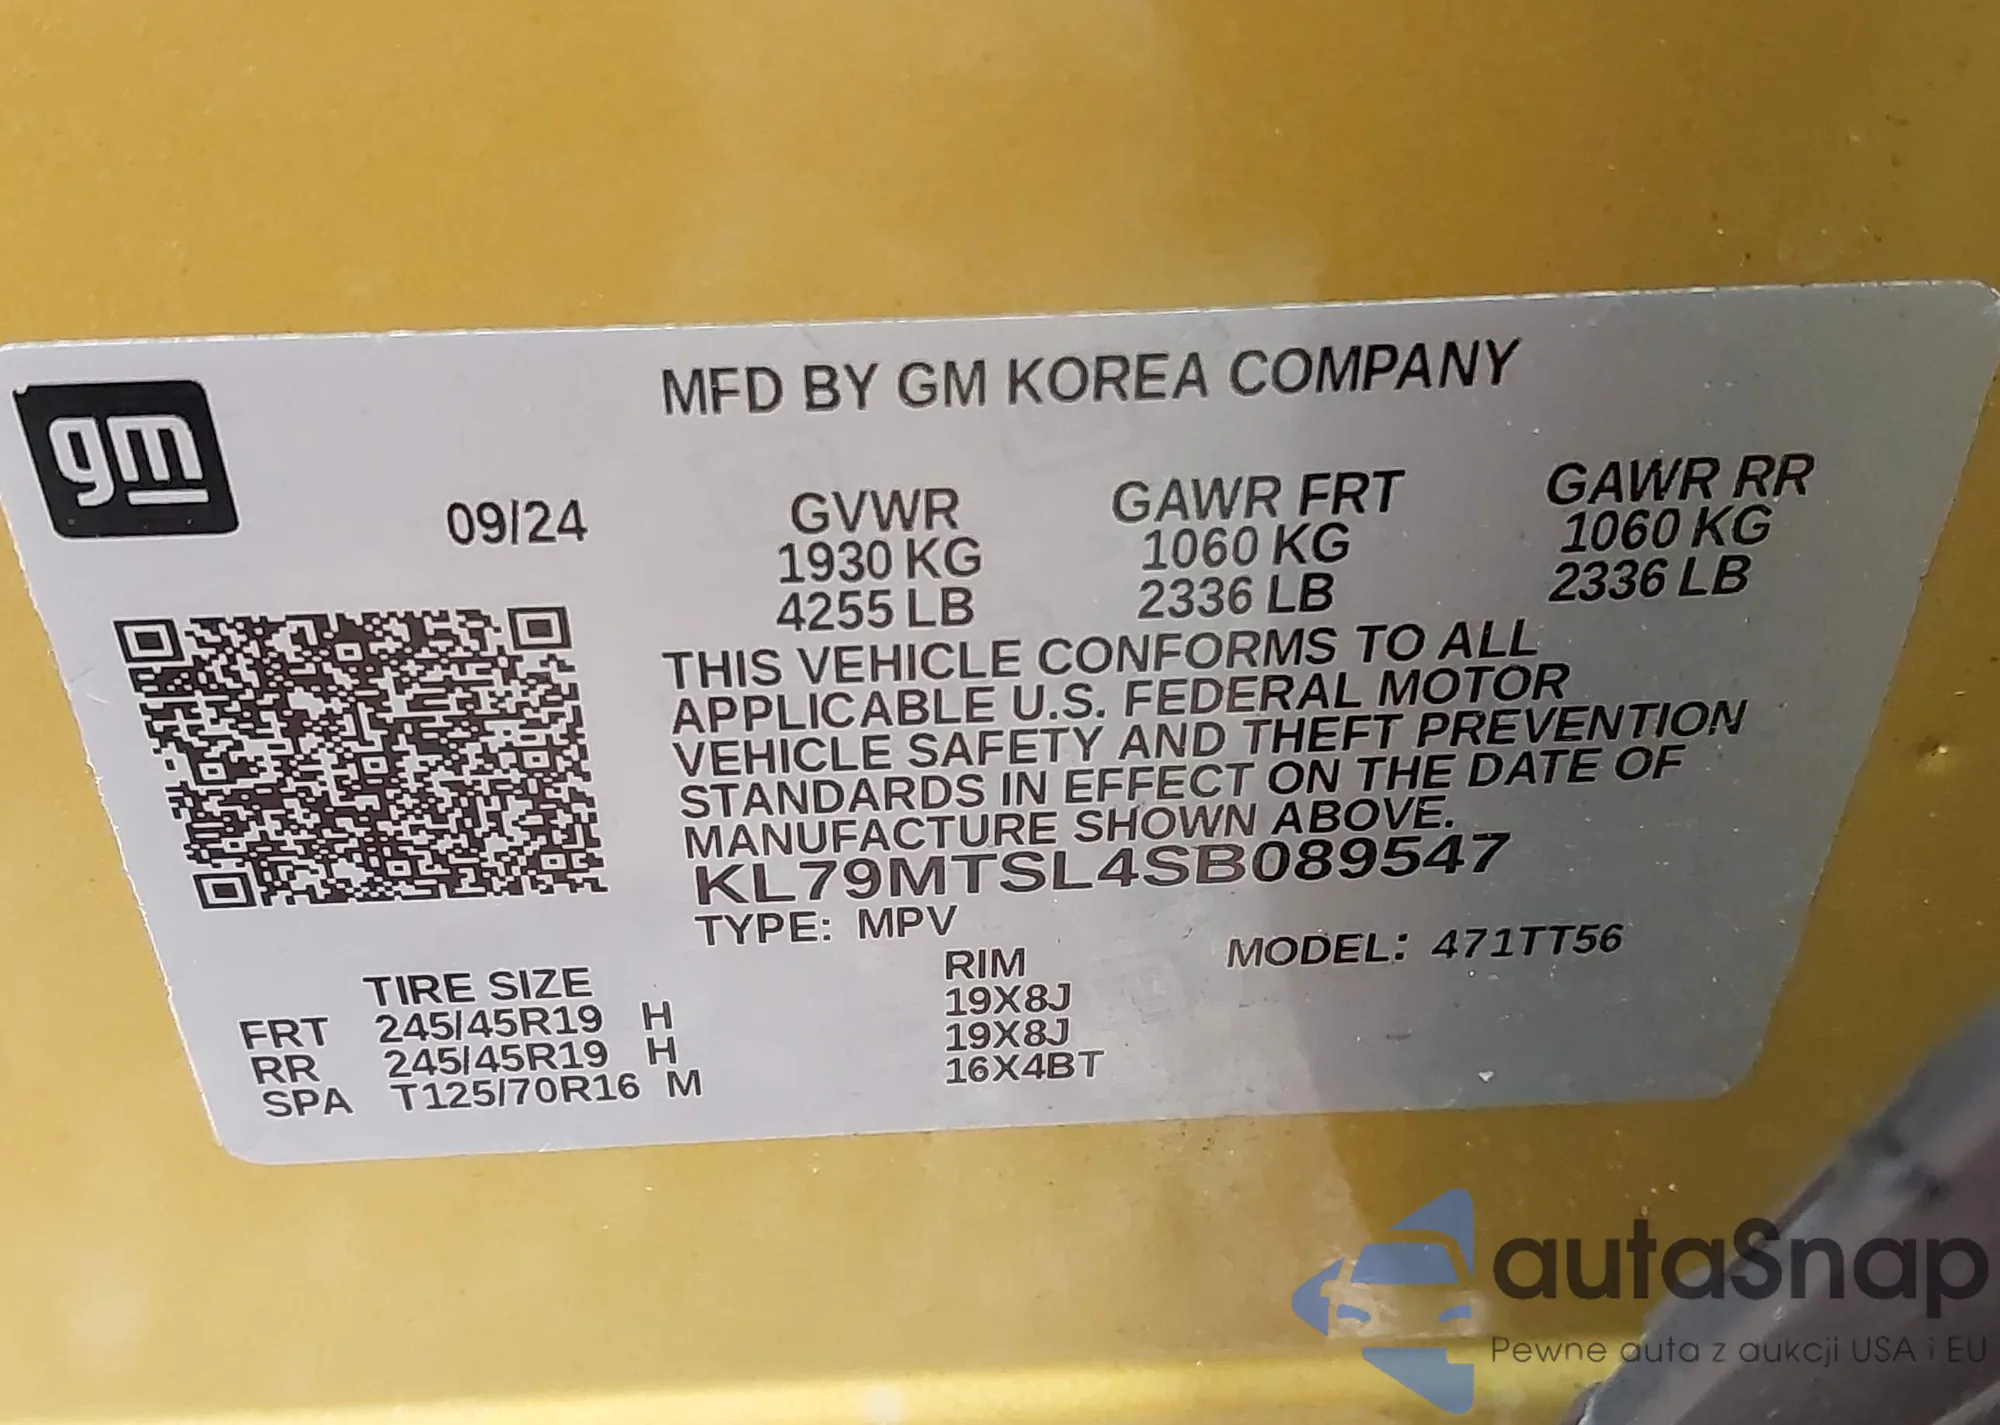 MFD BY GM KOREA COMPANY
gm
09/24
GVWR GAWR FRT GAWR RR
1930 KG 1060 KG 1060 KG
4255 LB 2336 LB 2336 LB
THIS VEHICLE CONFORMS TO ALL
APPLICABLE U.S. FEDERAL MOTOR
VEHICLE SAFETY AND THEFT PREVENTION
STANDARDS IN EFFECT ON THE DATE OF
MANUFACTURE SHOWN ABOVE.
KL79MTSL4SB089547
TYPE: MPV MODEL: 471TT56
TIRE SIZE RIM
FRT 245/45R19 H 19X8J
RR 245/45R19 H 19X8J
SPA T125/70R16 M 16X4BT
autaSnap
Pewne auta z aukcji USA i EU